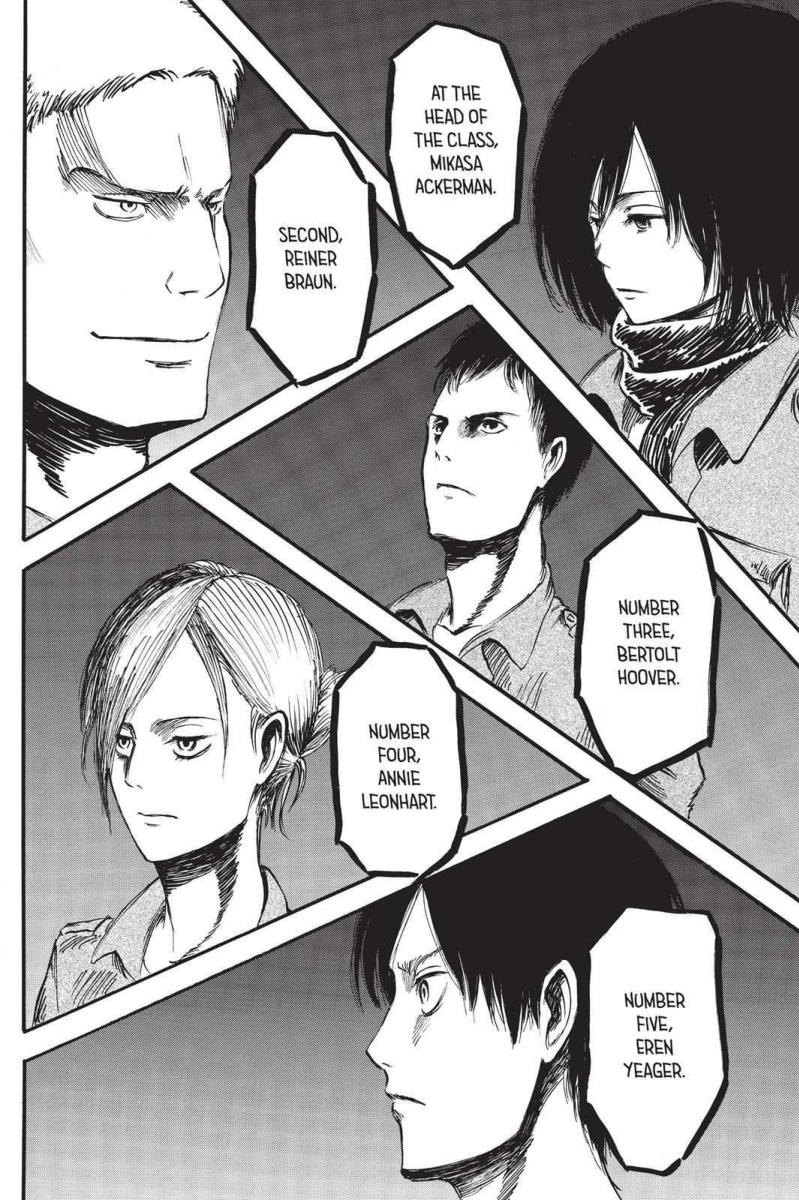 AT THE
HEAD OF
THE CLASS,
MIKASA
ACKERMAN.
SECOND,
REINER
BRAUN.
NUMBER
THREE,
BERTOLT
HOOVER.
NUMBER
FOUR,
ANNIE
LEONHART.
NUMBER
FIVE,
EREN
YEAGER.